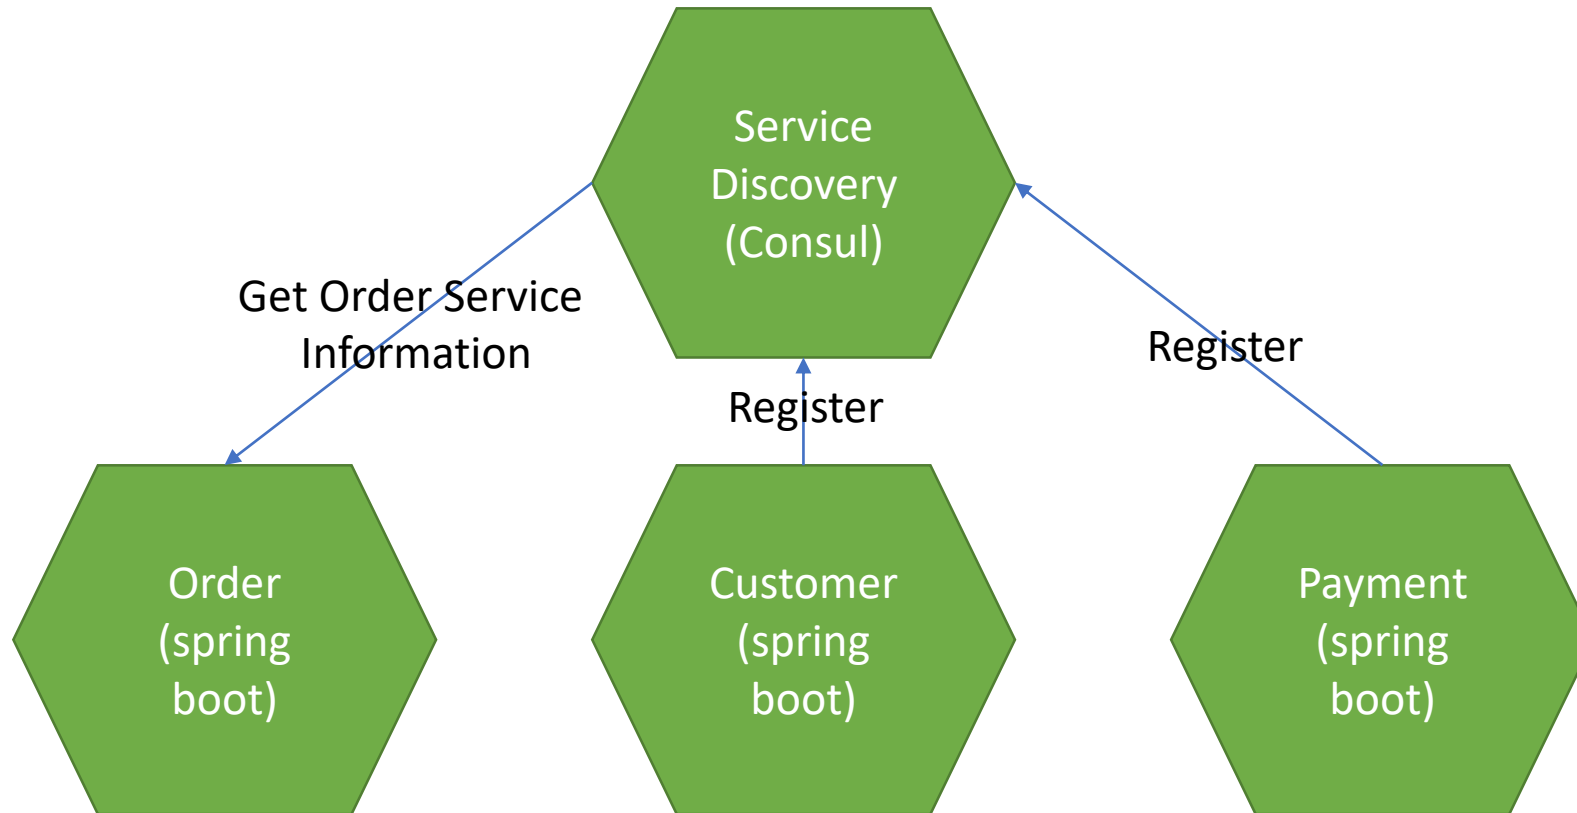 Service
Discovery
(Consul)
Get Order Service
Information
Register
Register
Order
(spring
boot)
Customer
(spring
boot)
Payment
(spring
boot)